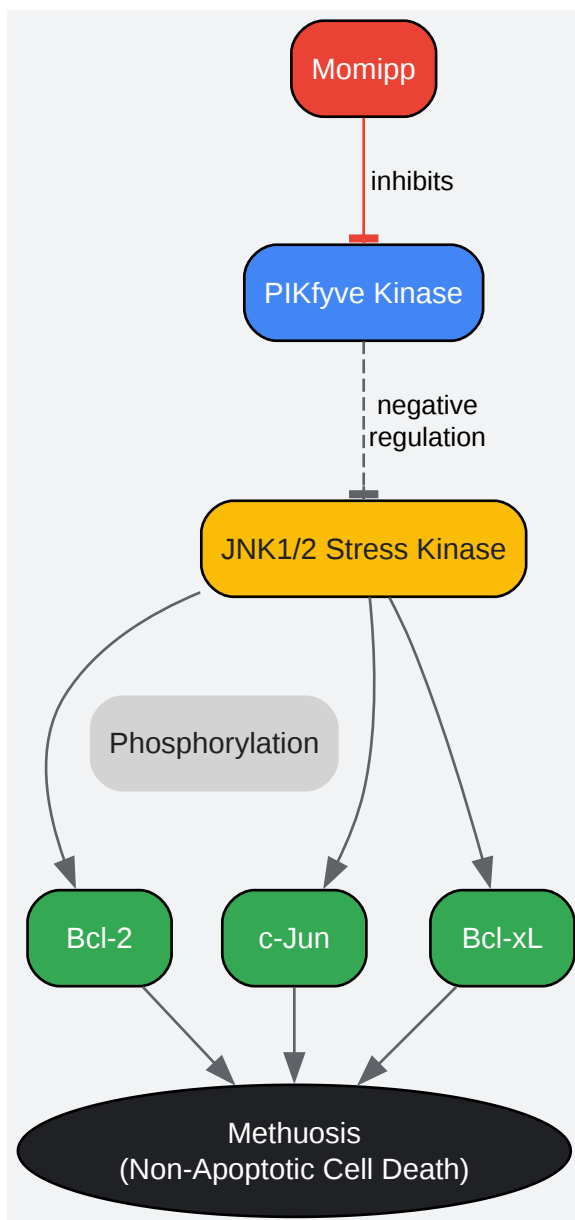 Momipp
inhibits
PIKfyve Kinase
negative
regulation
JNK1/2 Stress Kinase
Phosphorylation
Bcl-2
c-Jun
Bcl-xL
Methuosis
(Non-Apoptotic Cell Death)